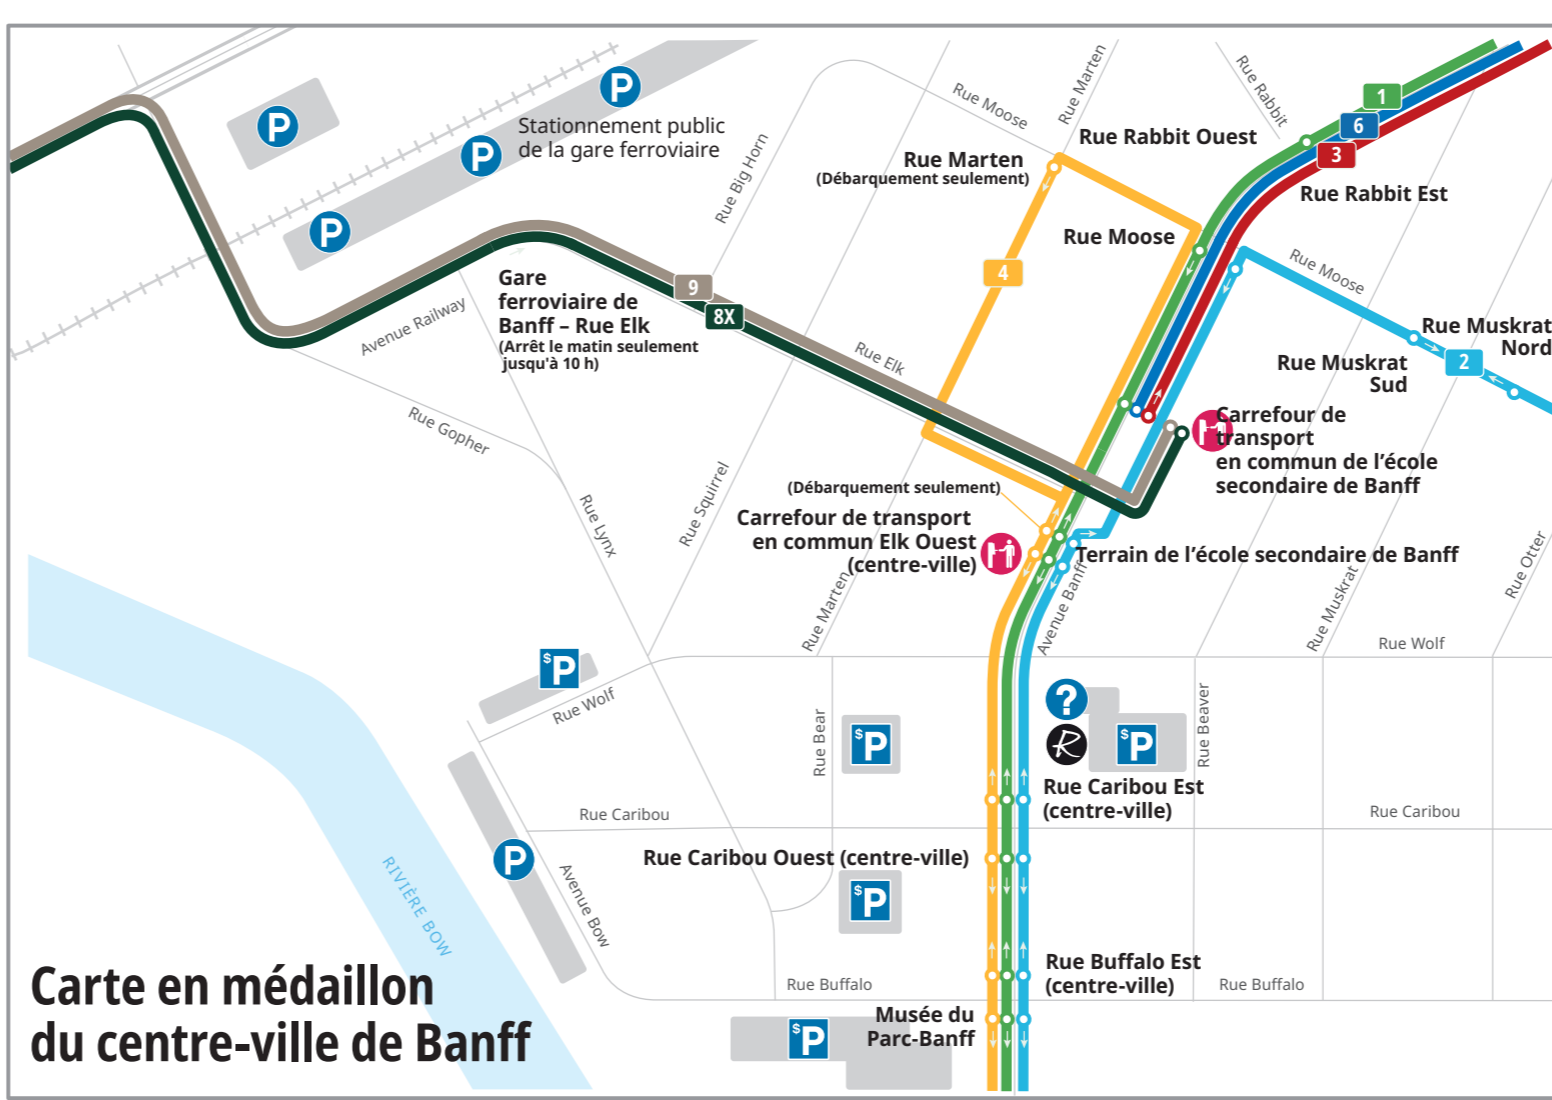 P
P
P
P
Stationnement public
de la gare ferroviaire
Rue Big Horn
Rue Moose
Rue Marten
Rue Rabbit
1
6
3
Rue Rabbit Ouest
Rue Marten
(Débarquement seulement)
Rue Rabbit Est
Rue Moose
4
Rue Moose
Gare
ferroviaire de
Banff – Rue Elk
(Arrêt le matin seulement
jusqu'à 10 h)
9
8X
Avenue Railway
Rue Elk
Rue Muskrat
Nord
2
Rue Muskrat
Sud
Rue Gopher
Carrefour de
transport
en commun de l'école
secondaire de Banff
Rue Lynx
Rue Squirrel
(Débarquement seulement)
Carrefour de transport
en commun Elk Ouest
(centre-ville)
Terrain de l'école secondaire de Banff
Rue Marten
Avenue Banff
Rue Muskrat
Rue Otter
Rue Wolf
$P
Rue Wolf
Rue Bear
$P
?
R
$P
Rue Beaver
Rue Caribou Est
(centre-ville)
Rue Caribou
Rue Caribou
P
Rue Caribou Ouest (centre-ville)
Avenue Bow
$P
RIVIÈRE BOW
Rue Buffalo Est
(centre-ville)
Rue Buffalo
Rue Buffalo
Musée du
Parc-Banff
$P
Carte en médaillon
du centre-ville de Banff